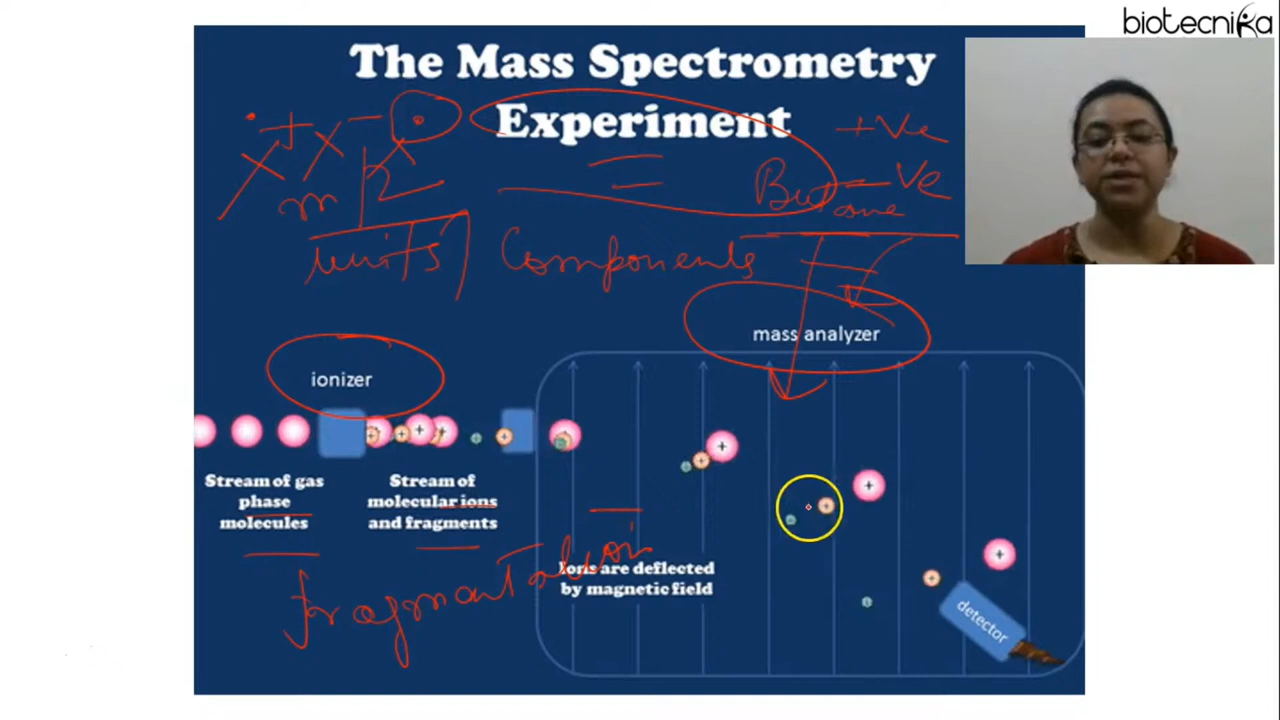 biotecnika
The Mass Spectrometry
Experiment
+ve
-ve
Butane
units
Components
mass analyzer
ionizer
+ + + + +
Stream of gas
phase
molecules
Stream of
molecular ions
and fragments
fragmentation
Ions are deflected
by magnetic field
detector